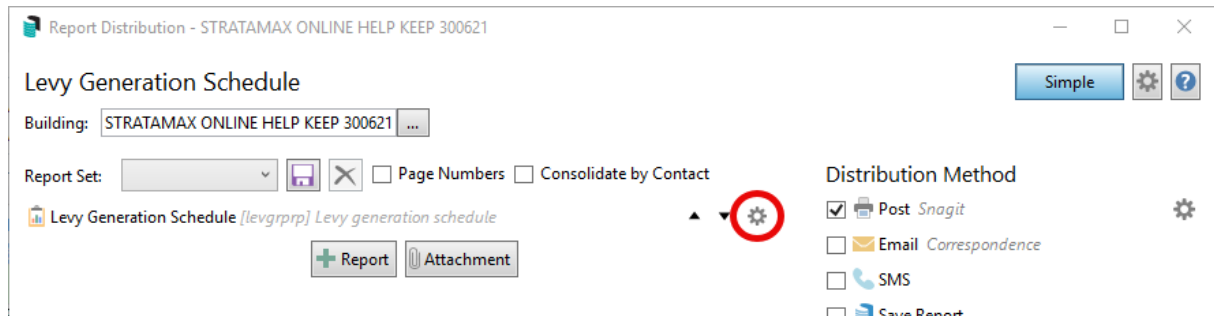 Report Distribution - STRATAMAX ONLINE HELP KEEP 300621
Levy Generation Schedule
Simple
Building: STRATAMAX ONLINE HELP KEEP 300621 ...
Report Set: Page Numbers Consolidate by Contact
Distribution Method
Levy Generation Schedule [levgrprp] Levy generation schedule
Post Snagit
Report Attachment
Email Correspondence
SMS
Save Report